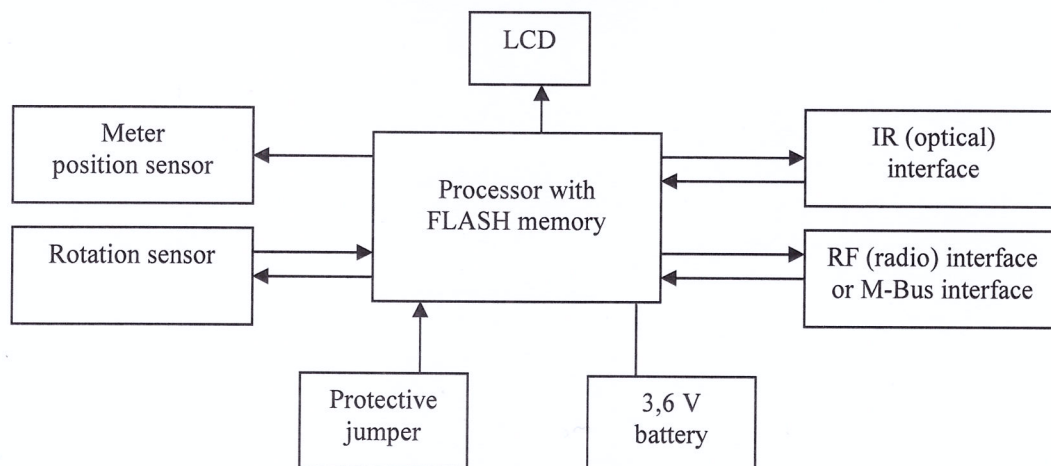 LCD
Meter
position sensor
IR (optical)
interface
Processor with
FLASH memory
Rotation sensor
RF (radio) interface
or M-Bus interface
Protective
jumper
3,6 V
battery